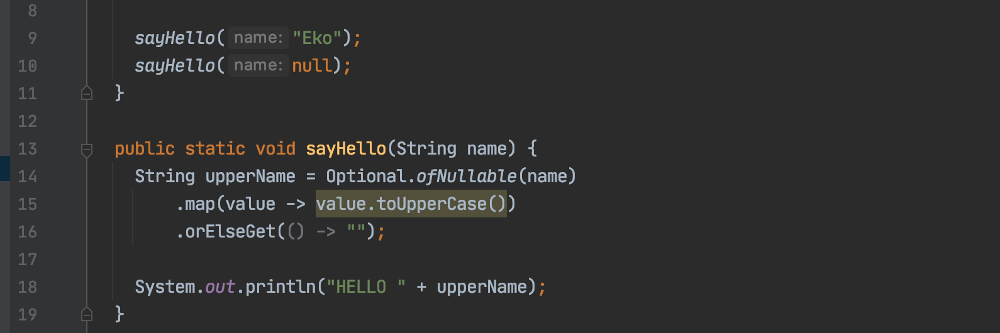 8
9 sayHello( name: "Eko");
10 sayHello( name: null);
11 }
12
13 public static void sayHello(String name) {
14 String upperName = Optional.ofNullable(name)
15 .map(value -> value.toUpperCase())
16 .orElseGet(() -> "");
17
18 System.out.println("HELLO " + upperName);
19 }